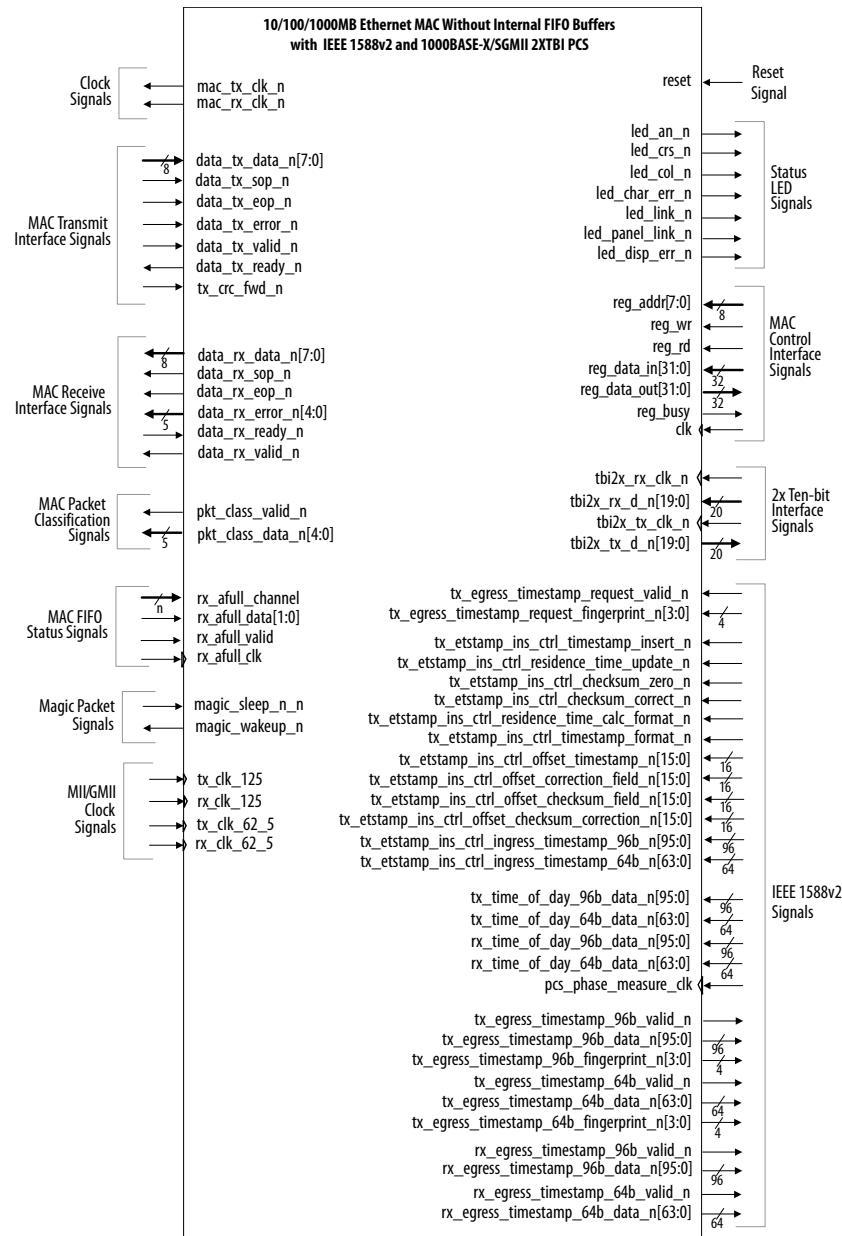 10/100/1000MB Ethernet MAC Without Internal FIFO Buffers
with IEEE 1588v2 and 1000BASE-X/SGMII 2XTBI PCS
Clock
Signals
mac_tx_clk_n
mac_rx_clk_n
MAC Transmit
Interface Signals
8
data_tx_data_n[7:0]
data_tx_sop_n
data_tx_eop_n
data_tx_error_n
data_tx_valid_n
data_tx_ready_n
tx_crc_fwd_n
MAC Receive
Interface Signals
8
data_rx_data_n[7:0]
data_rx_sop_n
data_rx_eop_n
5
data_rx_error_n[4:0]
data_rx_ready_n
data_rx_valid_n
MAC Packet
Classification
Signals
pkt_class_valid_n
5
pkt_class_data_n[4:0]
MAC FIFO
Status Signals
n
rx_afull_channel
rx_afull_data[1:0]
rx_afull_valid
rx_afull_clk
Magic Packet
Signals
magic_sleep_n_n
magic_wakeup_n
MII/GMII
Clock
Signals
tx_clk_125
rx_clk_125
tx_clk_62_5
rx_clk_62_5
reset
Reset
Signal
led_an_n
led_crs_n
led_col_n
led_char_err_n
led_link_n
led_panel_link_n
led_disp_err_n
Status
LED
Signals
reg_addr[7:0]
8
reg_wr
reg_rd
reg_data_in[31:0]
32
reg_data_out[31:0]
32
reg_busy
clk
MAC
Control
Interface
Signals
tbi2x_rx_clk_n
tbi2x_rx_d_n[19:0]
20
tbi2x_tx_clk_n
tbi2x_tx_d_n[19:0]
20
2x Ten-bit
Interface
Signals
tx_egress_timestamp_request_valid_n
tx_egress_timestamp_request_fingerprint_n[3:0]
4
tx_etstamp_ins_ctrl_timestamp_insert_n
tx_etstamp_ins_ctrl_residence_time_update_n
tx_etstamp_ins_ctrl_checksum_zero_n
tx_etstamp_ins_ctrl_checksum_correct_n
tx_etstamp_ins_ctrl_residence_time_calc_format_n
tx_etstamp_ins_ctrl_timestamp_format_n
tx_etstamp_ins_ctrl_offset_timestamp_n[15:0]
16
tx_etstamp_ins_ctrl_offset_correction_field_n[15:0]
16
tx_etstamp_ins_ctrl_offset_checksum_field_n[15:0]
16
tx_etstamp_ins_ctrl_offset_checksum_correction_n[15:0]
16
tx_etstamp_ins_ctrl_ingress_timestamp_96b_n[95:0]
96
tx_etstamp_ins_ctrl_ingress_timestamp_64b_n[63:0]
64
tx_time_of_day_96b_data_n[95:0]
96
tx_time_of_day_64b_data_n[63:0]
64
rx_time_of_day_96b_data_n[95:0]
96
rx_time_of_day_64b_data_n[63:0]
64
pcs_phase_measure_clk
tx_egress_timestamp_96b_valid_n
tx_egress_timestamp_96b_data_n[95:0]
96
tx_egress_timestamp_96b_fingerprint_n[3:0]
4
tx_egress_timestamp_64b_valid_n
tx_egress_timestamp_64b_data_n[63:0]
64
tx_egress_timestamp_64b_fingerprint_n[3:0]
4
rx_egress_timestamp_96b_valid_n
rx_egress_timestamp_96b_data_n[95:0]
96
rx_egress_timestamp_64b_valid_n
rx_egress_timestamp_64b_data_n[63:0]
64
IEEE 1588v2
Signals